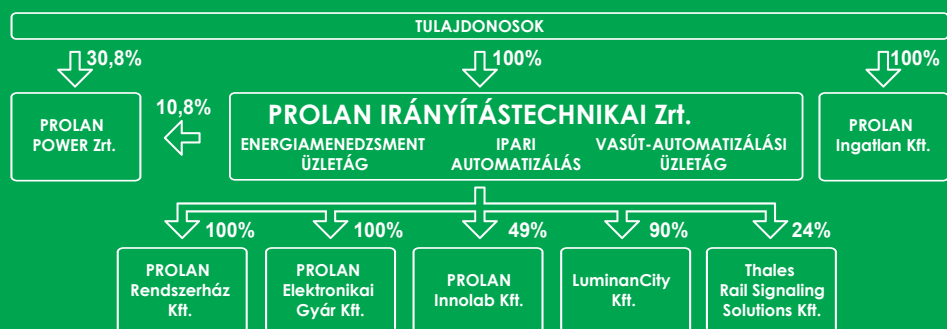 TULAJDONOSOK
30,8%
100%
100%
PROLAN
POWER Zrt.
10,8%
PROLAN IRÁNYÍTÁSTECHNIKAI Zrt.
ENERGIAMENEDZSMENT
ÜZLETÁG
IPARI
AUTOMATIZÁLÁS
VASÚT-AUTOMATIZÁLÁSI
ÜZLETÁG
PROLAN
Ingatlan Kft.
100%
100%
49%
90%
24%
PROLAN
Rendszerház
Kft.
PROLAN
Elektronikai
Gyár Kft.
PROLAN
Innolab Kft.
LuminanCity
Kft.
Thales
Rail Signaling
Solutions Kft.